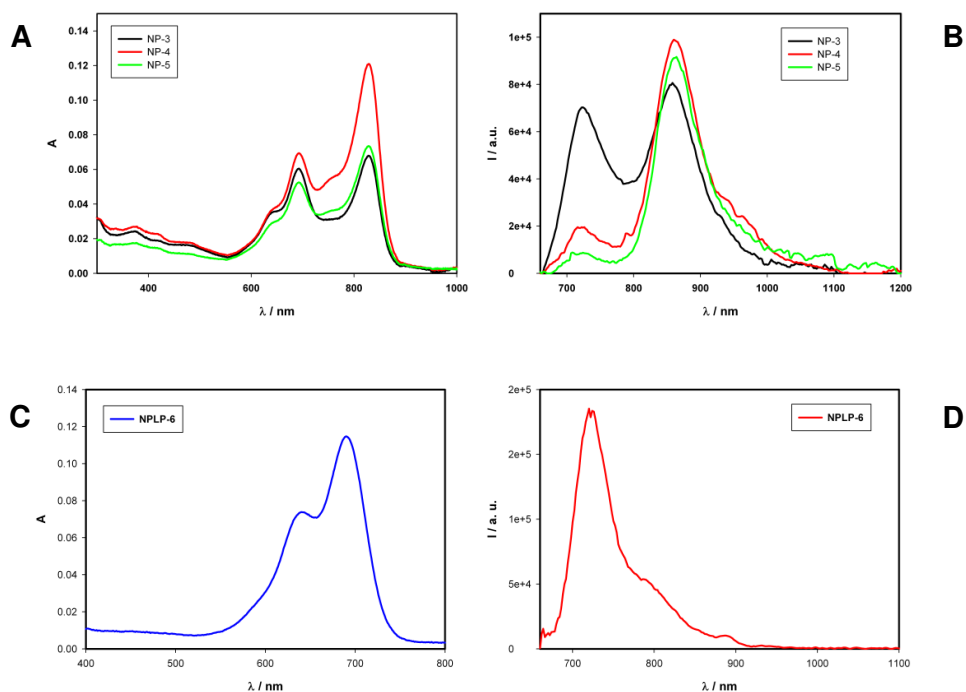 A
0.14
0.12
0.10
0.08
0.06
0.04
0.02
0.00
A
NP-3
NP-4
NP-5
400 600 800 1000
λ / nm
B
1e+5
8e+4
6e+4
4e+4
2e+4
0
I / a.u.
NP-3
NP-4
NP-5
700 800 900 1000 1100 1200
λ / nm
C
0.14
0.12
0.10
0.08
0.06
0.04
0.02
0.00
A
NPLP-6
400 500 600 700 800
λ / nm
D
2e+5
2e+5
1e+5
5e+4
0
I / a. u.
NPLP-6
700 800 900 1000 1100
λ / nm